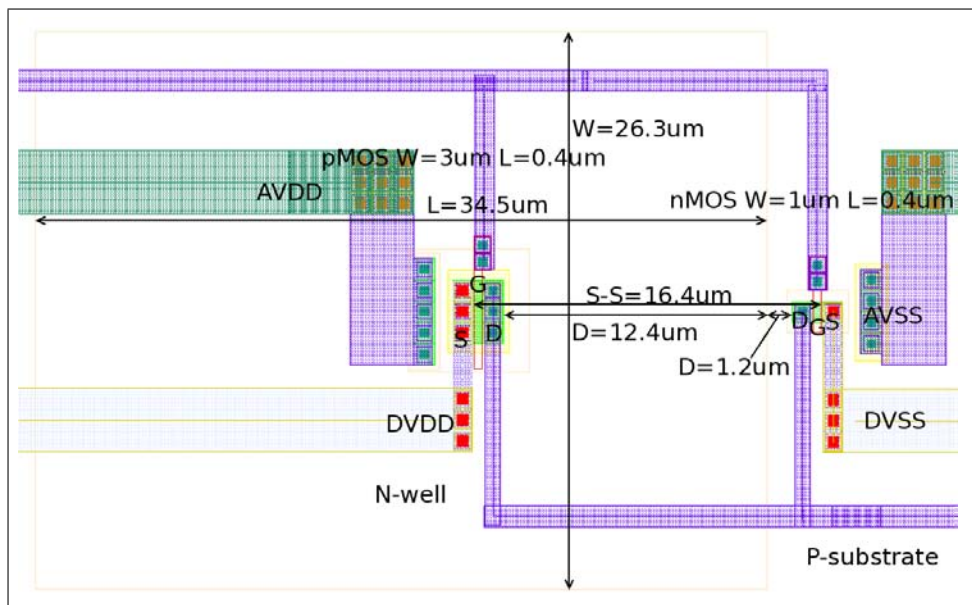 W=26.3um
pMOS W=3um L=0.4um
AVDD
L=34.5um
nMOS W=1um L=0.4um
G
S-S=16.4um
D
G
S
AVSS
S
D
D=12.4um
D=1.2um
DVDD
DVSS
N-well
P-substrate